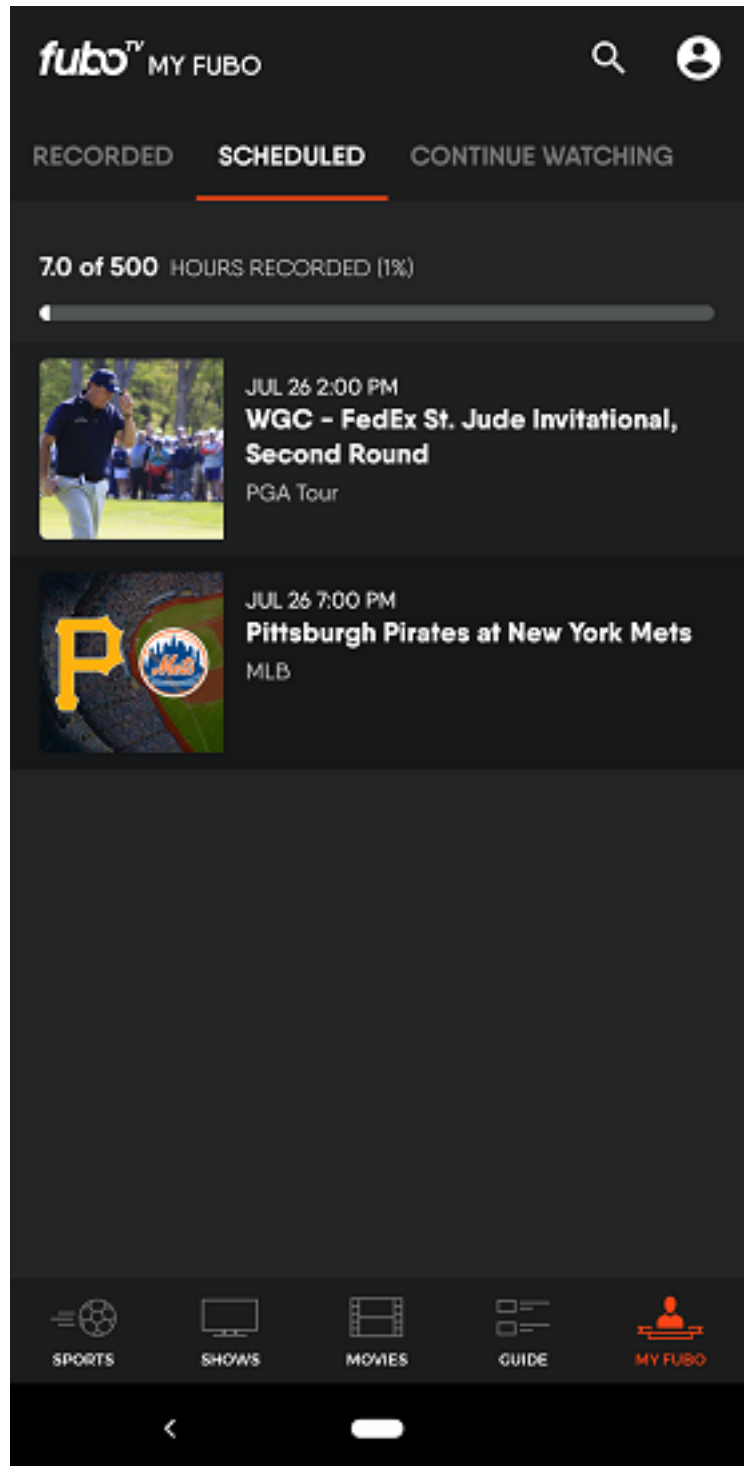 fuboTV MY FUBO
RECORDED SCHEDULED CONTINUE WATCHING
7.0 of 500 HOURS RECORDED (1%)
JUL 26 2:00 PM
WGC - FedEx St. Jude Invitational,
Second Round
PGA Tour
P Mets
JUL 26 7:00 PM
Pittsburgh Pirates at New York Mets
MLB
SPORTS SHOWS MOVIES GUIDE MY FUBO